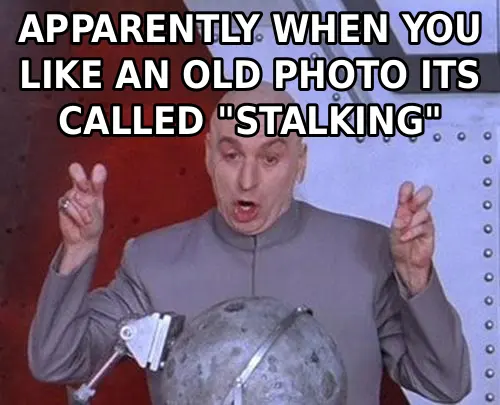 APPARENTLY WHEN YOU
LIKE AN OLD PHOTO ITS
CALLED "STALKING"